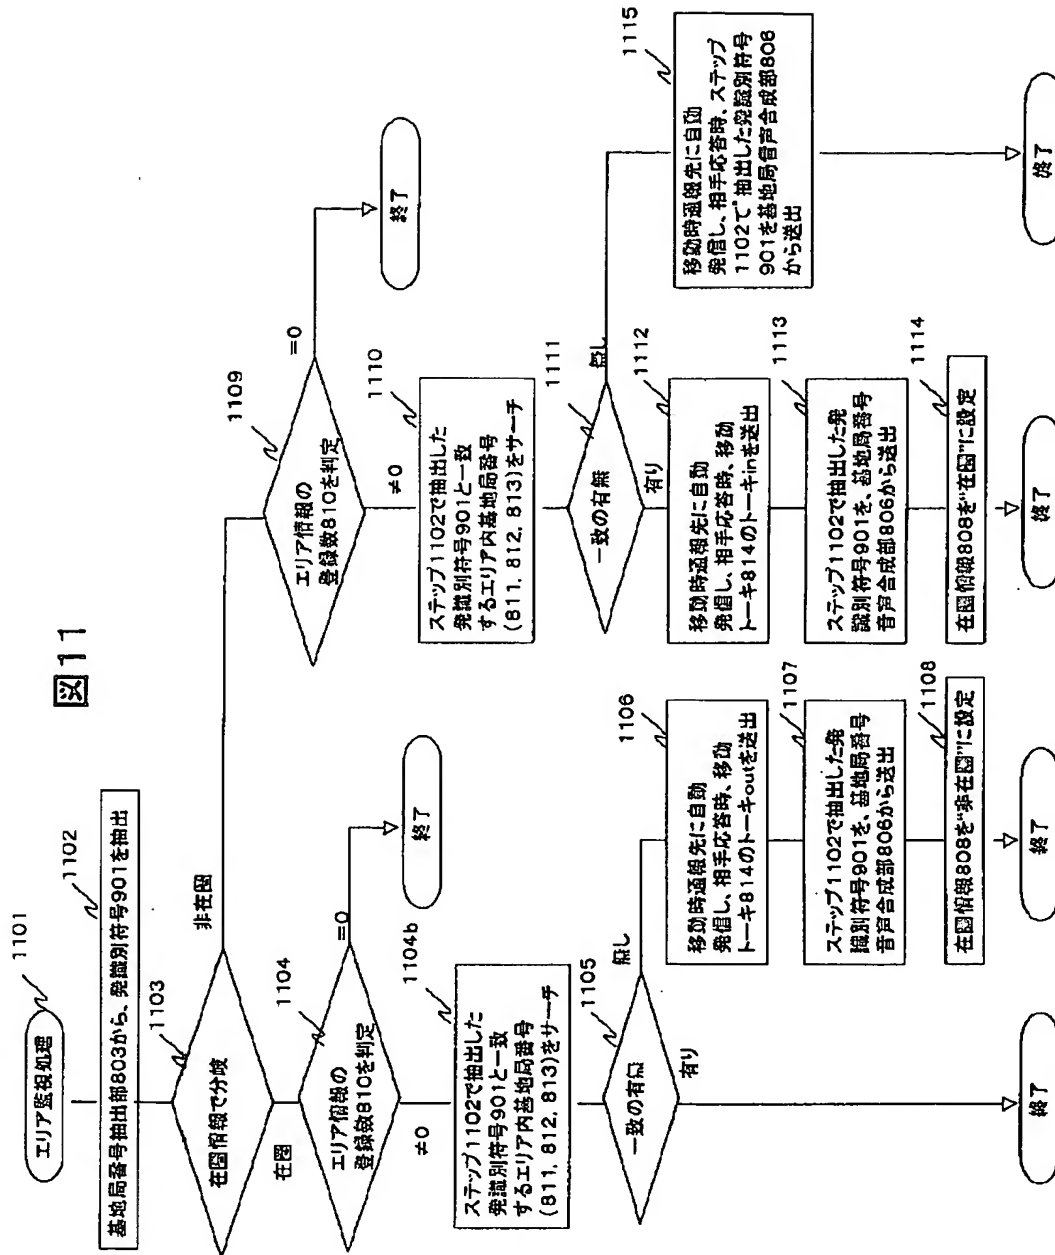 図11
エリア監視処理
1101
基地局番号抽出部803から、発識別符号901を抽出
1102
在圏情報で分岐
1103
在圏
非在圏
エリア情報の
登録数810を判定
1104
=0
終了
≠0
ステップ1102で抽出した
発識別符号901と一致
するエリア内基地局番号
(811, 812, 813)をサーチ
1104b
一致の有無
1105
有り
終了
無し
移動時通報先に自動
発信し、相手応答時、移動
トーキ814のトーキoutを送出
1106
ステップ1102で抽出した発
識別符号901を、基地局番号
音声合成部806から送出
1107
在圏情報808を"非在圏"に設定
1108
終了
エリア情報の
登録数810を判定
1109
=0
終了
≠0
ステップ1102で抽出した
発識別符号901と一致
するエリア内基地局番号
(811, 812, 813)をサーチ
1110
一致の有無
1111
有り
移動時通報先に自動
発信し、相手応答時、移動
トーキ814のトーキinを送出
1112
ステップ1102で抽出した発
識別符号901を、基地局番号
音声合成部806から送出
1113
在圏情報808を"在圏"に設定
1114
終了
無し
移動時通報先に自動
発信し、相手応答時、ステップ
1102で抽出した発識別符号
901を基地局音声合成部806
から送出
1115
終了